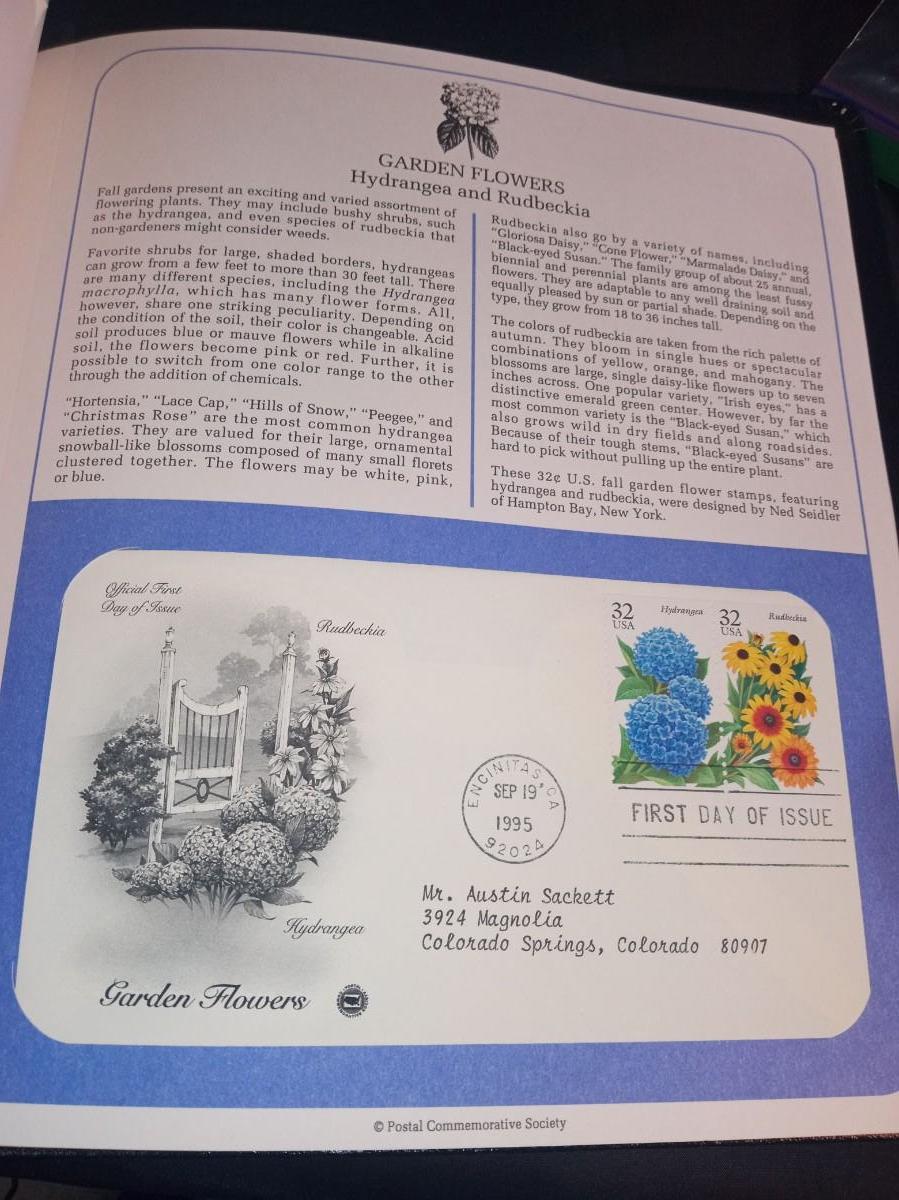 GARDEN FLOWERS
Hydrangea and Rudbeckia
Fall gardens present an exciting and varied assortment of
flowering plants. They may include bushy shrubs, such
as the hydrangea, and even species of rudbeckia that
non-gardeners might consider weeds.
Favorite shrubs for large, shaded borders, hydrangeas
can grow from a few feet to more than 30 feet tall. There
are many different species, including the Hydrangea
macrophylla, which has many flower forms. All,
however, share one striking peculiarity. Depending on
the condition of the soil, their color is changeable. Acid
soil produces blue or mauve flowers while in alkaline
soil, the flowers become pink or red. Further, it is
possible to switch from one color range to the other
through the addition of chemicals.
"Hortensia," "Lace Cap," "Hills of Snow," "Peegee," and
"Christmas Rose" are the most common hydrangea
varieties. They are valued for their large, ornamental
snowball-like blossoms composed of many small florets
clustered together. The flowers may be white, pink,
or blue.
Rudbeckia also go by a variety of names, including
"Gloriosa Daisy," "Cone Flower," "Marmalade Daisy," and
"Black-eyed Susan." The family group of about 25 annual,
biennial and perennial plants are among the least fussy
flowers. They are adaptable to any well draining soil and
equally pleased by sun or partial shade. Depending on the
type, they grow from 18 to 36 inches tall.
The colors of rudbeckia are taken from the rich palette of
autumn. They bloom in single hues or spectacular
combinations of yellow, orange, and mahogany. The
blossoms are large, single daisy-like flowers up to seven
inches across. One popular variety, "Irish eyes," has a
distinctive emerald green center. However, by far the
most common variety is the "Black-eyed Susan," which
also grows wild in dry fields and along roadsides.
Because of their tough stems, "Black-eyed Susans" are
hard to pick without pulling up the entire plant.
These 32¢ U.S. fall garden flower stamps, featuring
hydrangea and rudbeckia, were designed by Ned Seidler
of Hampton Bay, New York.
Official First
Day of Issue
Rudbeckia
Hydrangea
Garden Flowers
32
USA
Hydrangea
32
USA
Rudbeckia
ENCINITAS CA
SEP 19
1995
92024
FIRST DAY OF ISSUE
Mr. Austin Sackett
3924 Magnolia
Colorado Springs, Colorado 80907
© Postal Commemorative Society